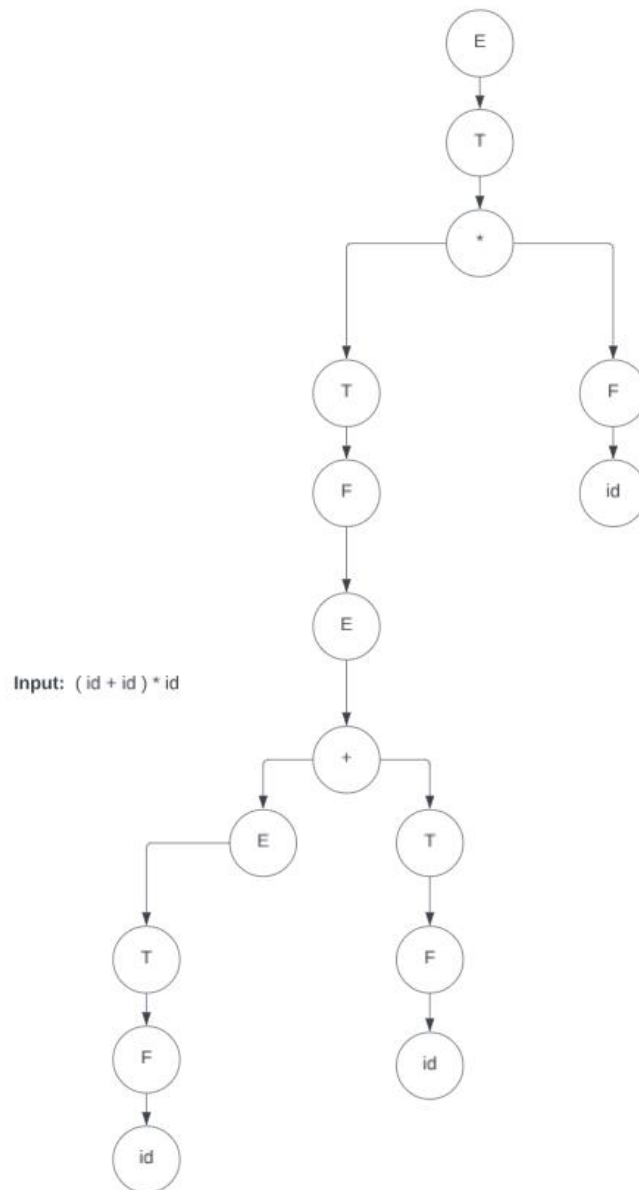 E
T
*
T F
F id
E
Input: ( id + id ) * id
+
E T
T F
F id
id